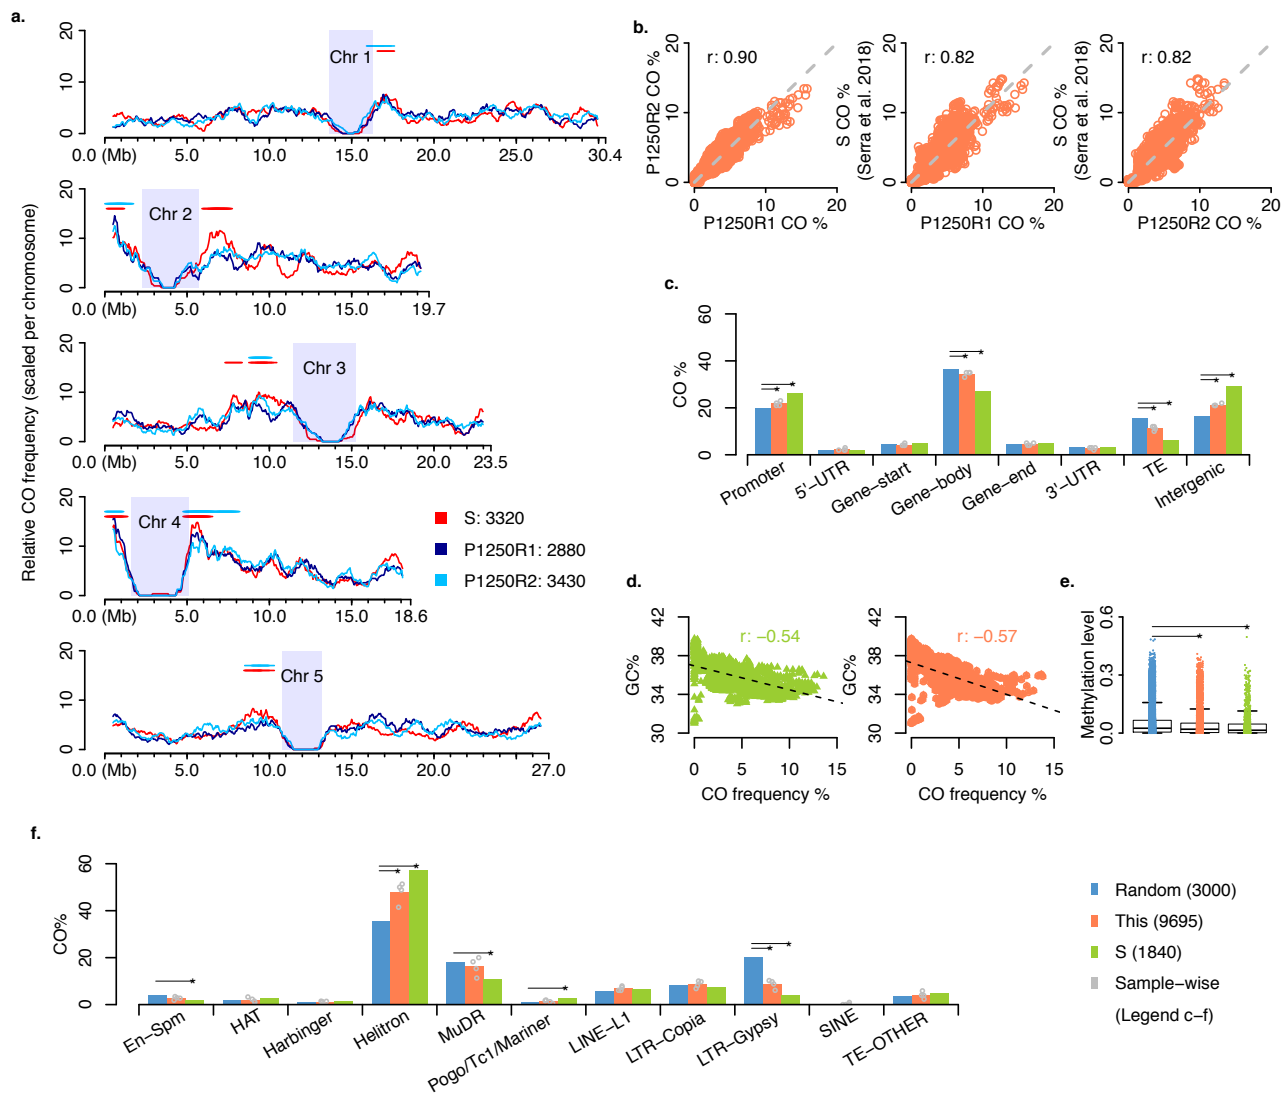 a.
Relative CO frequency (scaled per chromosome)
20
10
0
Chr 1
0.0 (Mb) 5.0 10.0 15.0 20.0 25.0 30.4
20
10
0
Chr 2
0.0 (Mb) 5.0 10.0 15.0 19.7
20
10
0
Chr 3
0.0 (Mb) 5.0 10.0 15.0 20.0 23.5
20
10
0
Chr 4
0.0 (Mb) 5.0 10.0 15.0 18.6
S: 3320
P1250R1: 2880
P1250R2: 3430
20
10
0
Chr 5
0.0 (Mb) 5.0 10.0 15.0 20.0 27.0
b.
P1250R2 CO %
20
10
0
r: 0.90
0 10 20
P1250R1 CO %
S CO %
(Serra et al. 2018)
20
10
0
r: 0.82
0 10 20
P1250R1 CO %
S CO %
(Serra et al. 2018)
20
10
0
r: 0.82
0 10 20
P1250R2 CO %
c.
CO %
60
40
20
0
* * * * * * * *
Promoter
5'−UTR
Gene−start
Gene−body
Gene−end
3'−UTR
TE
Intergenic
d.
GC%
42
38
34
30
r: −0.54
0 5 10 15
CO frequency %
GC%
42
38
34
30
r: −0.57
0 5 10 15
CO frequency %
e.
Methylation level
0.6
0.3
0.0
* *
f.
CO%
60
40
20
0
* * * * * * *
En−Spm
HAT
Harbinger
Helitron
MuDR
Pogo/Tc1/Mariner
LINE−L1
LTR−Copia
LTR−Gypsy
SINE
TE−OTHER
Random (3000)
This (9695)
S (1840)
Sample−wise
(Legend c−f)